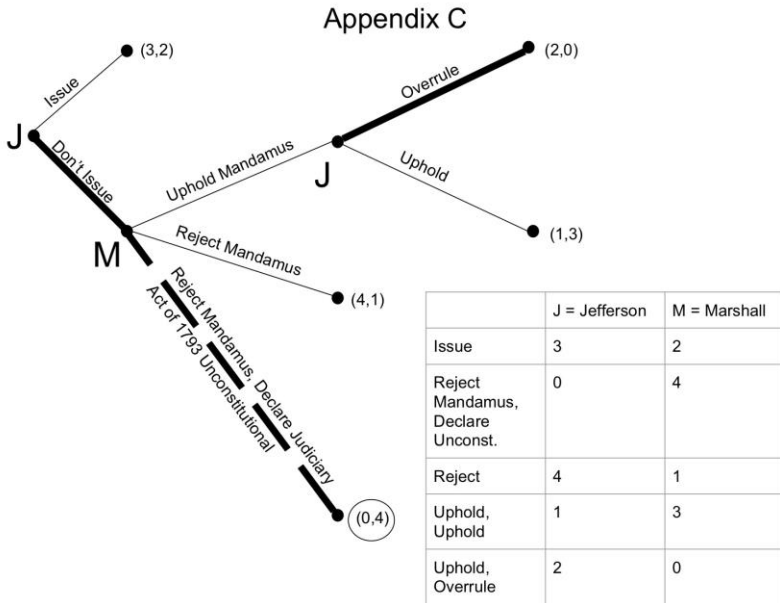 Appendix C
(3,2)
(2,0)
Issue
Overrule
J
Don't Issue
Uphold Mandamus
J
Uphold
M
Reject Mandamus
(1,3)
(4,1)
Reject Mandamus, Declare Judiciary
Act of 1793 Unconstitutional
(0,4)
J = Jefferson M = Marshall
Issue 3 2
Reject 0 4
Mandamus,
Declare
Unconst.
Reject 4 1
Uphold, 1 3
Uphold
Uphold, 2 0
Overrule